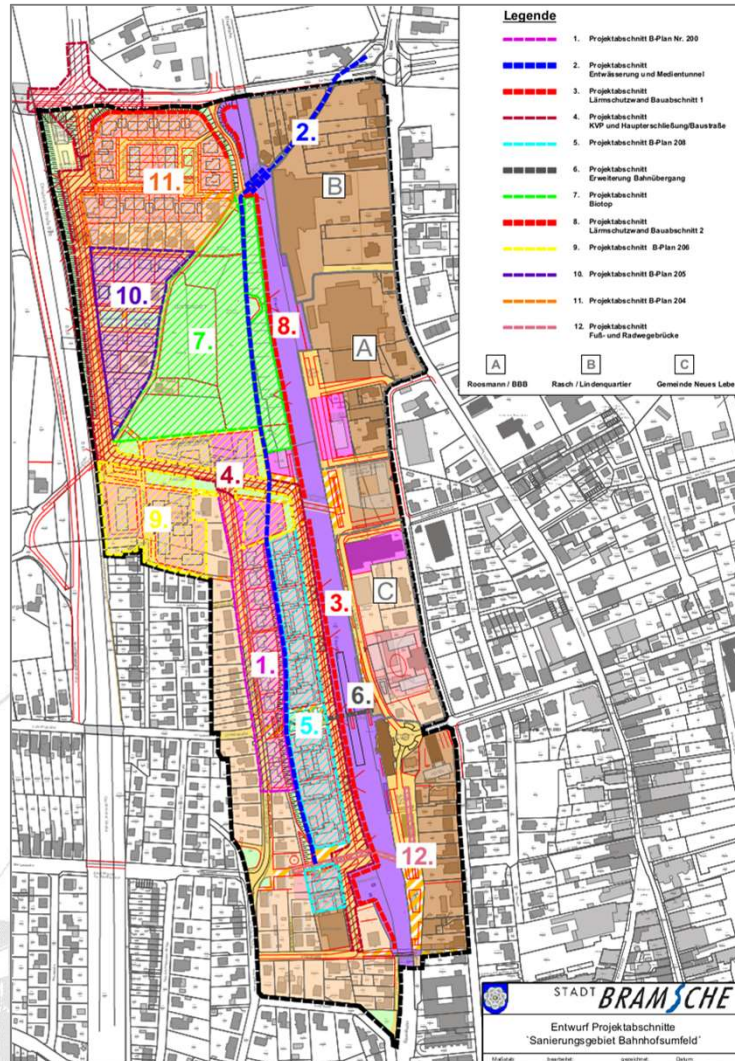 Legende
1. Projektabschnitt B-Plan Nr. 200
2. Projektabschnitt
Entwässerung und Medientunnel
3. Projektabschnitt
Lärmschutzwand Bauabschnitt 1
4. Projektabschnitt
KVP und Haupterschließung/Baustraße
5. Projektabschnitt B-Plan 208
6. Projektabschnitt
Erweiterung Bahnübergang
7. Projektabschnitt
Biotop
8. Projektabschnitt
Lärmschutzwand Bauabschnitt 2
9. Projektabschnitt B-Plan 206
10. Projektabschnitt B-Plan 205
11. Projektabschnitt B-Plan 204
12. Projektabschnitt
Fuß- und Radwegebrücke
A B C
Roosmann / BBB Rasch / Lindenquartier Gemeinde Neues Lebe
2.
11.
B
10.
7.
8.
A
4.
9.
3.
C
1.
6.
5.
12.
STADT BRAMSCHE
Entwurf Projektabschnitte
'Sanierungsgebiet Bahnhofsumfeld'